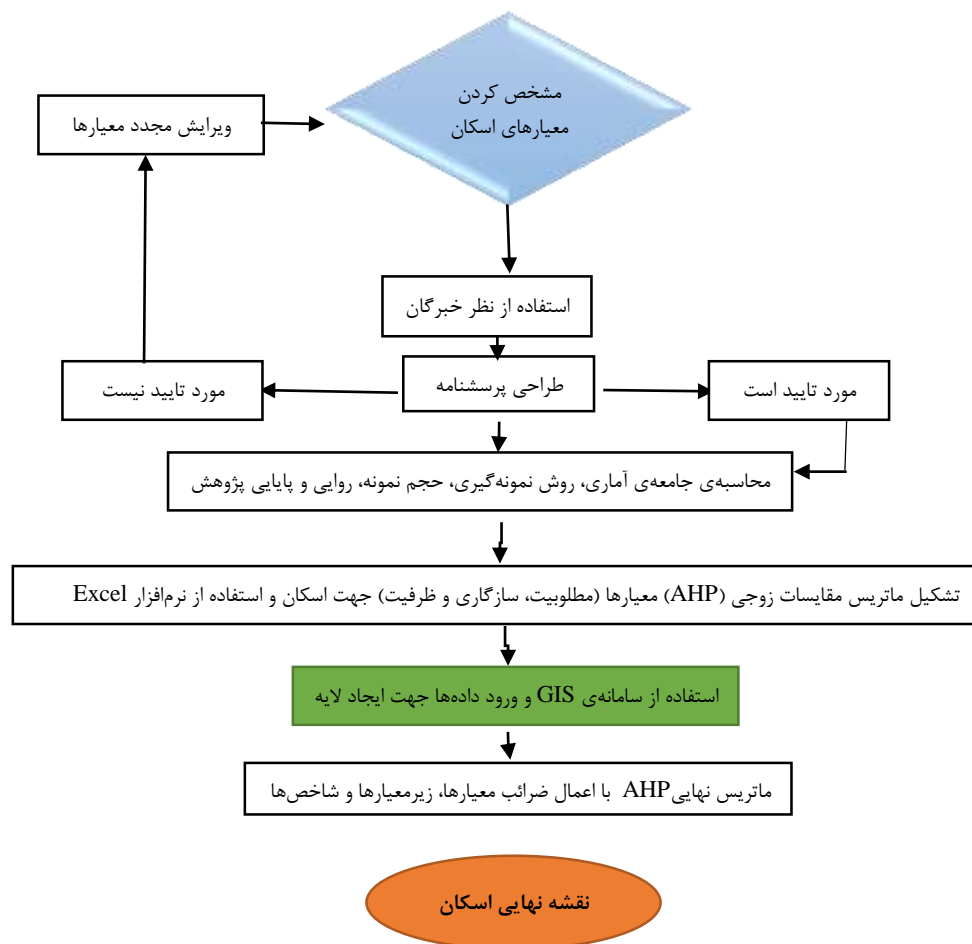 مشخص کردن
معیارهای اسکان
ویرایش مجدد معیارها
استفاده از نظر خبرگان
طراحی پرسشنامه
مورد تایید است
مورد تایید نیست
محاسبه‌ی جامعه‌ی آماری، روش نمونه‌گیری، حجم نمونه، روایی و پایایی پژوهش
تشکیل ماتریس مقایسات زوجی (AHP) معیارها (مطلوبیت، سازگاری و ظرفیت) جهت اسکان و استفاده از نرم‌افزار Excel
استفاده از سامانه‌ی GIS و ورود داده‌ها جهت ایجاد لایه
ماتریس نهایی AHP با اعمال ضرائب معیارها، زیرمعیارها و شاخص‌ها
نقشه نهایی اسکان